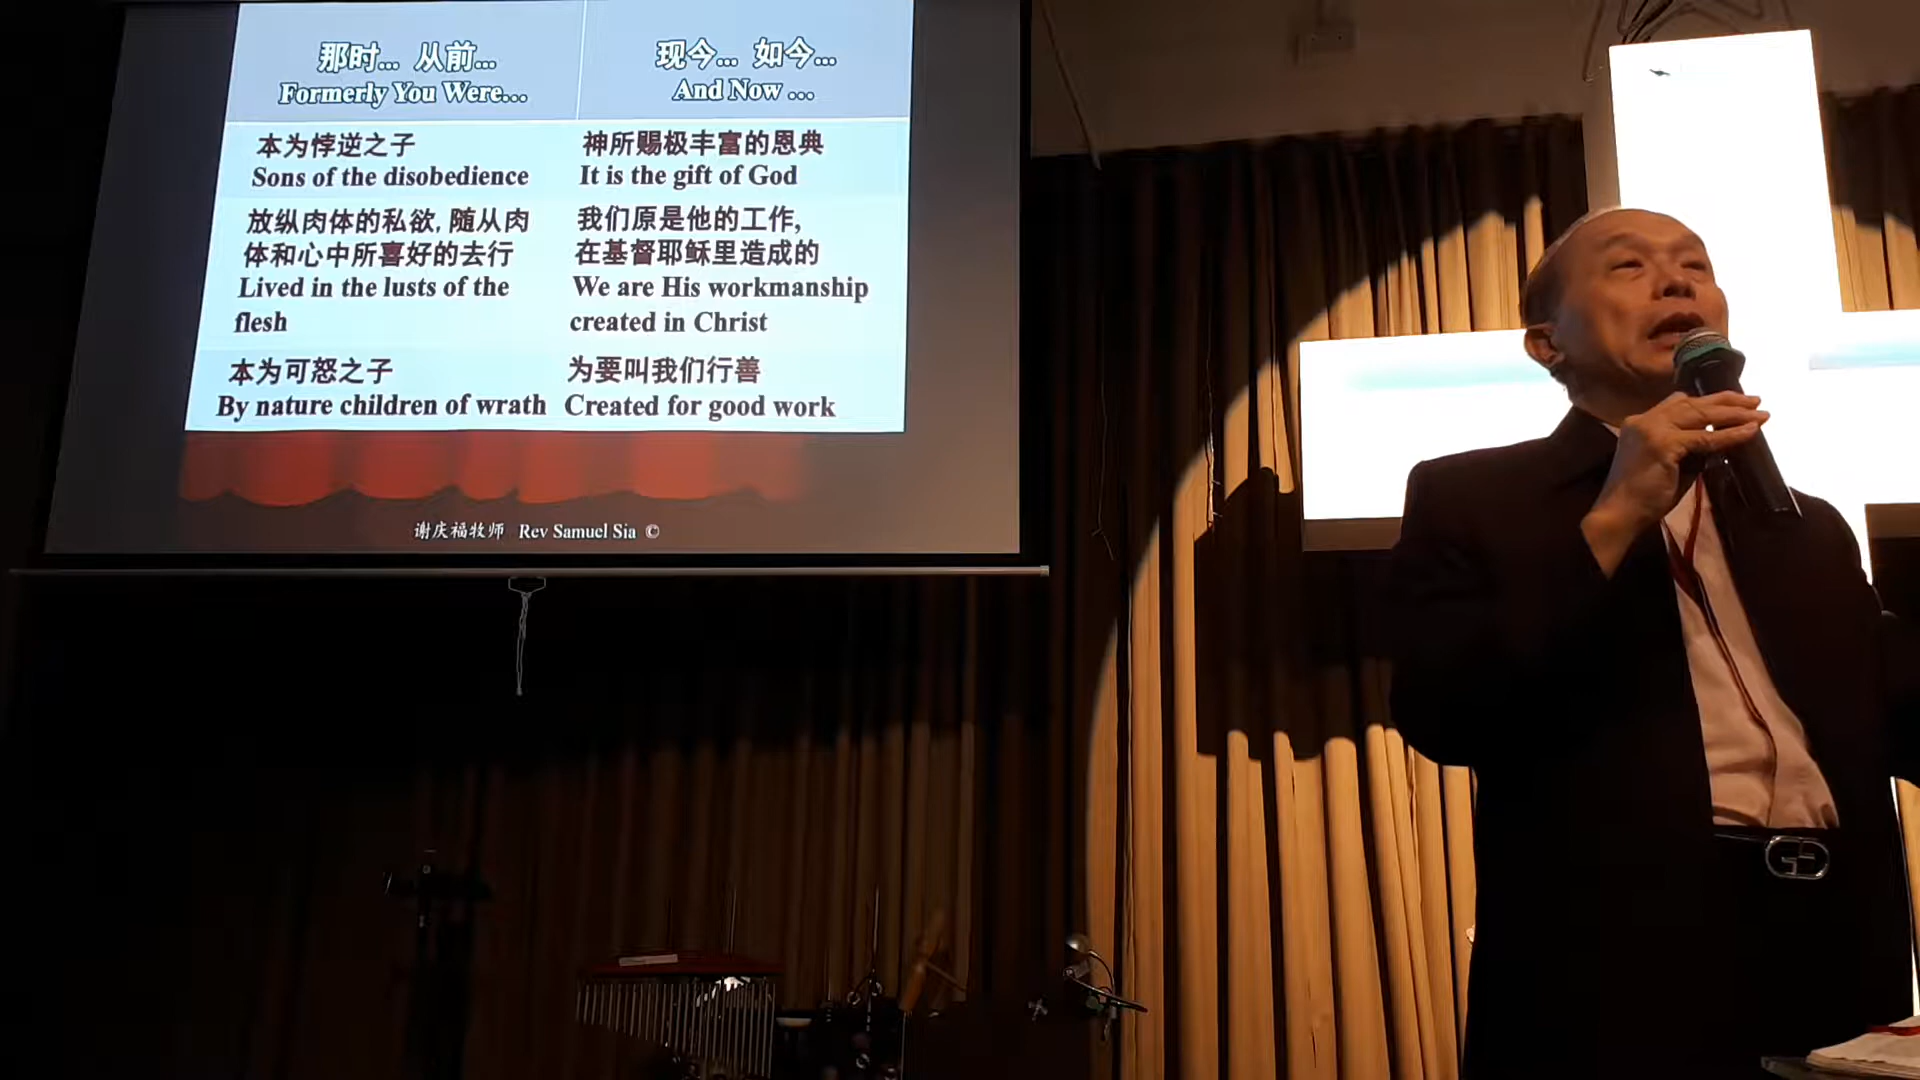 那时... 从前...
Formerly You Were...
现今... 如今...
And Now ...
本为悖逆之子
Sons of the disobedience
神所赐极丰富的恩典
It is the gift of God
放纵肉体的私欲, 随从肉
体和心中所喜好的去行
Lived in the lusts of the
flesh
我们原是他的工作,
在基督耶稣里造成的
We are His workmanship
created in Christ
本为可怒之子
By nature children of wrath
为要叫我们行善
Created for good work
谢庆福牧师 Rev Samuel Sia ©